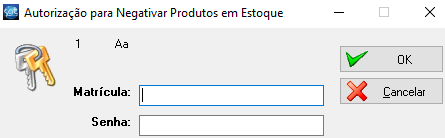 Autorização para Negativar Produtos em Estoque
1 Aa
OK
Matrícula:
Cancelar
Senha: